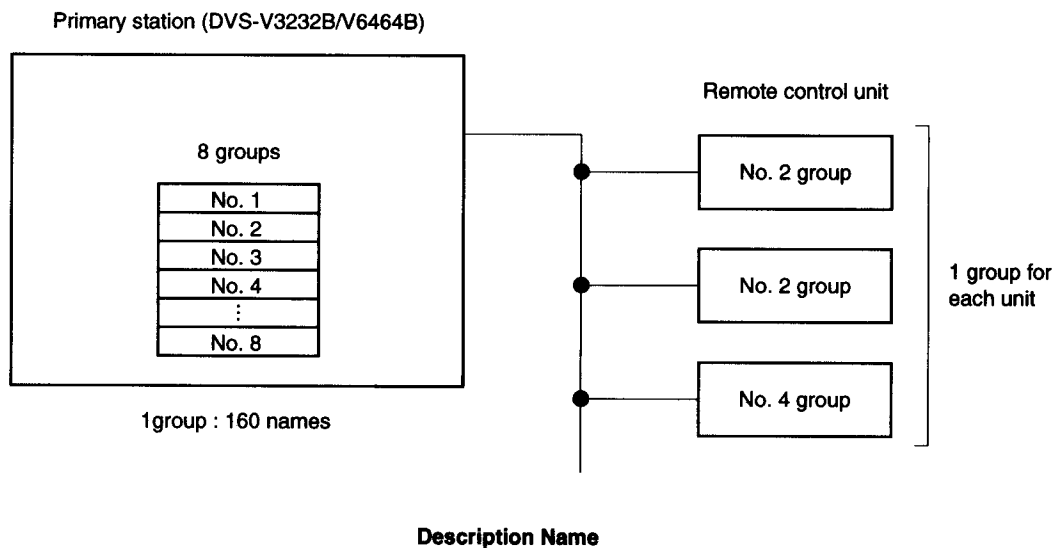 Primary station (DVS-V3232B/V6464B)
8 groups
No. 1
No. 2
No. 3
No. 4
⋮
No. 8
1group : 160 names
Remote control unit
No. 2 group
No. 2 group
No. 4 group
1 group for
each unit
Description Name